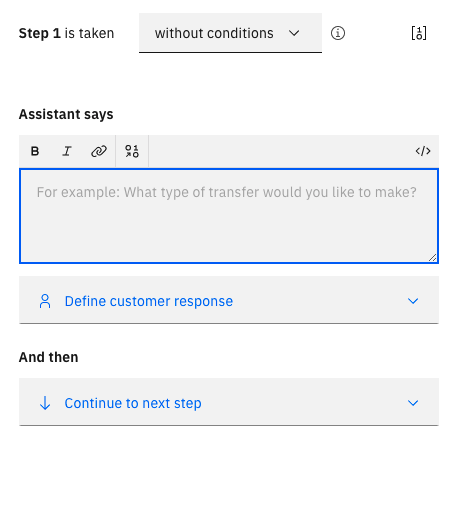 Step 1 is taken without conditions
Assistant says
B I </>
For example: What type of transfer would you like to make?
Define customer response
And then
Continue to next step